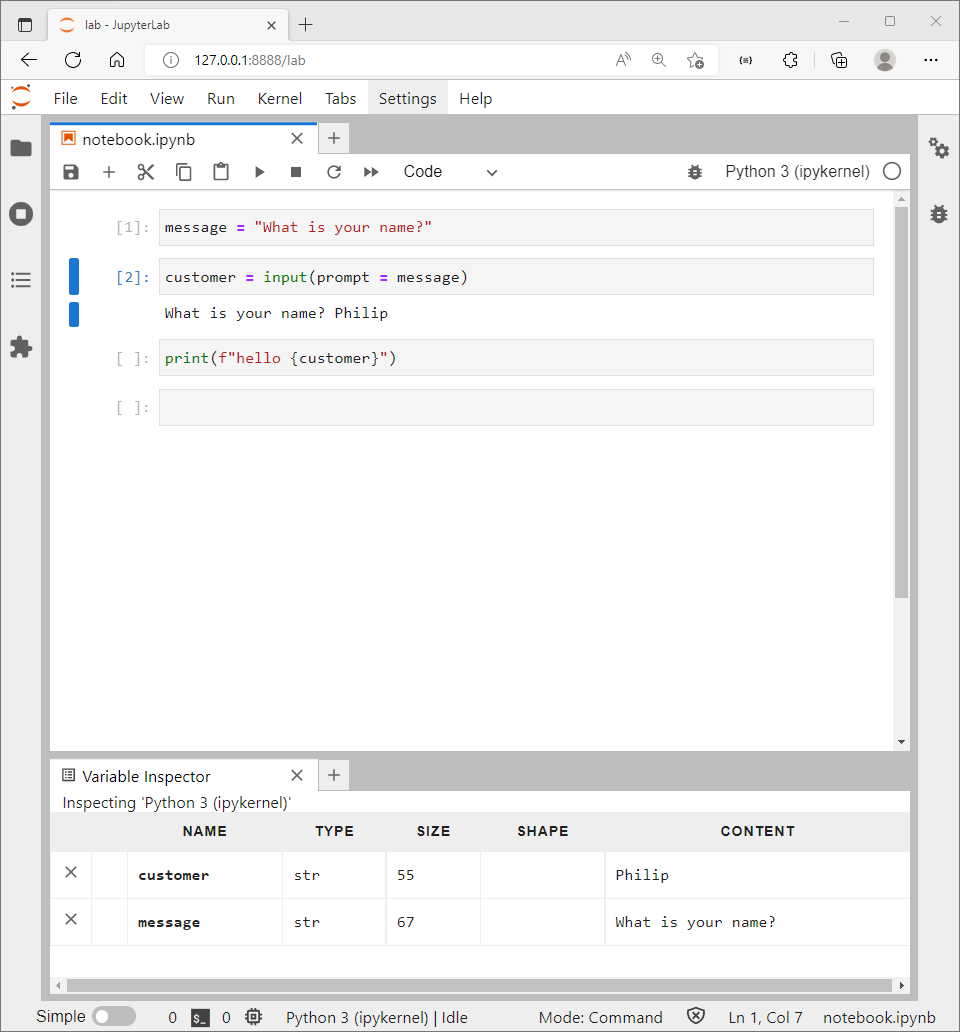 lab - JupyterLab
127.0.0.1:8888/lab
File Edit View Run Kernel Tabs Settings Help
notebook.ipynb
Code Python 3 (ipykernel)
[1]: message = "What is your name?"
[2]: customer = input(prompt = message)
What is your name? Philip
[ ]: print(f"hello {customer}")
[ ]:
Variable Inspector
Inspecting 'Python 3 (ipykernel)'
NAME TYPE SIZE SHAPE CONTENT
customer str 55 Philip
message str 67 What is your name?
Simple 0 $_ 0 Python 3 (ipykernel) | Idle Mode: Command Ln 1, Col 7 notebook.ipynb